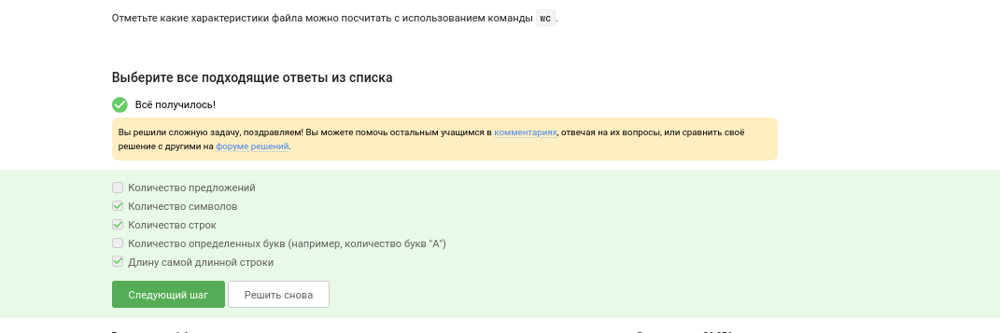 Отметьте какие характеристики файла можно посчитать с использованием команды wc.
Выберите все подходящие ответы из списка
Всё получилось!
Вы решили сложную задачу, поздравляем! Вы можете помочь остальным учащимся в комментариях, отвечая на их вопросы, или сравнить своё
решение с другими на форуме решений.
Количество предложений
Количество символов
Количество строк
Количество определенных букв (например, количество букв "А")
Длину самой длинной строки
Следующий шаг
Решить снова